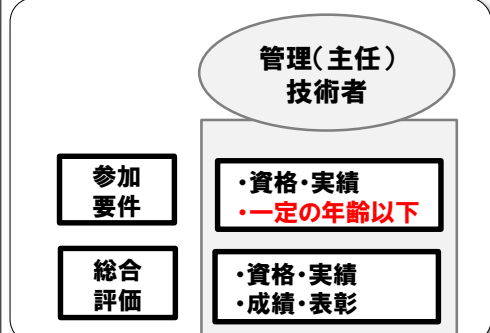 管理(主任)
技術者
参加
要件
・資格・実績
・一定の年齢以下
総合
評価
・資格・実績
・成績・表彰